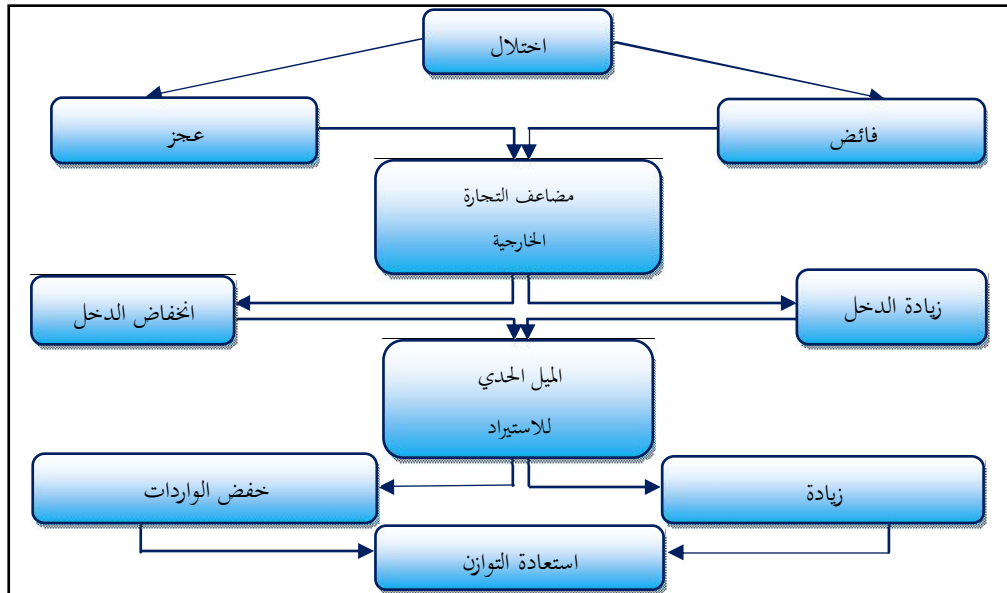 اختلال
فائض
عجز
مضاعف التجارة
الخارجية
زيادة الدخل
انخفاض الدخل
الميل الحدي
للاستيراد
زيادة
خفض الواردات
استعادة التوازن